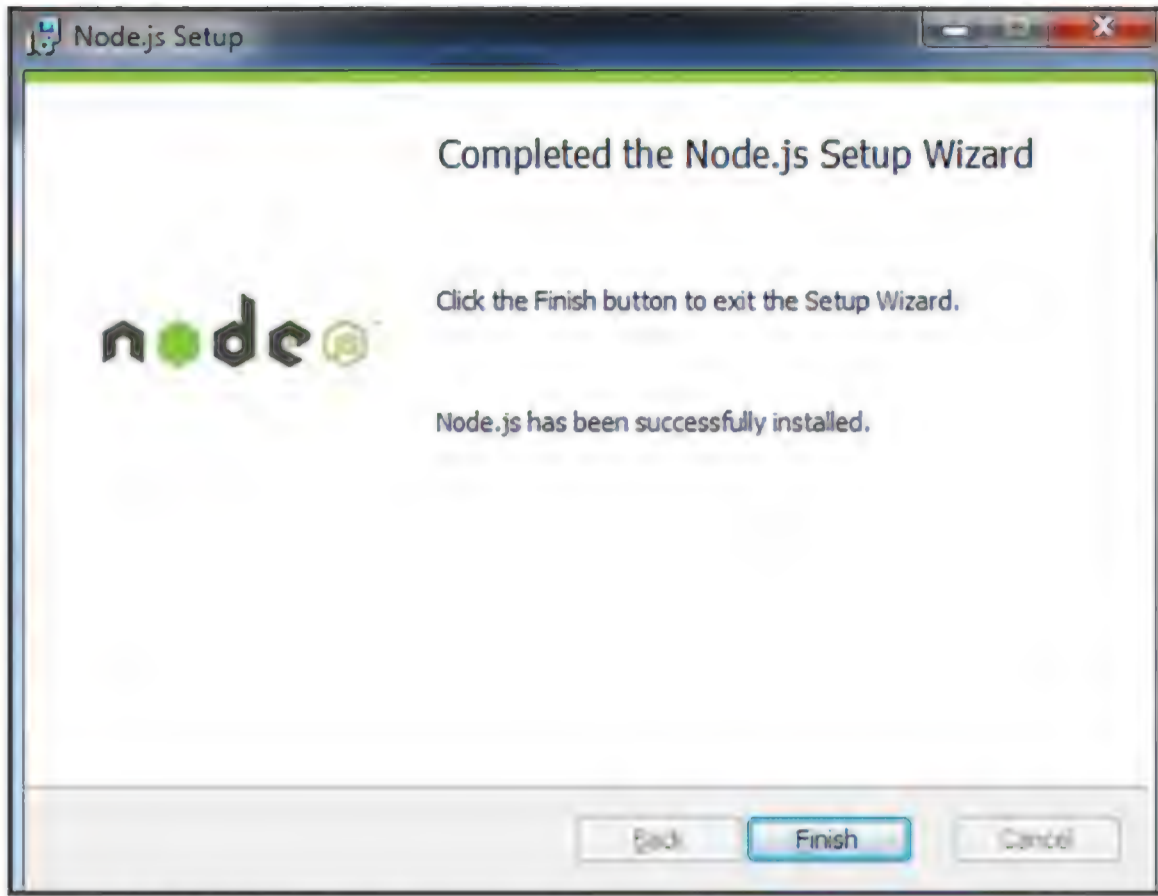 Node.js Setup
Completed the Node.js Setup Wizard
Click the Finish button to exit the Setup Wizard.
node
Node.js has been successfully installed.
Back Finish Cancel